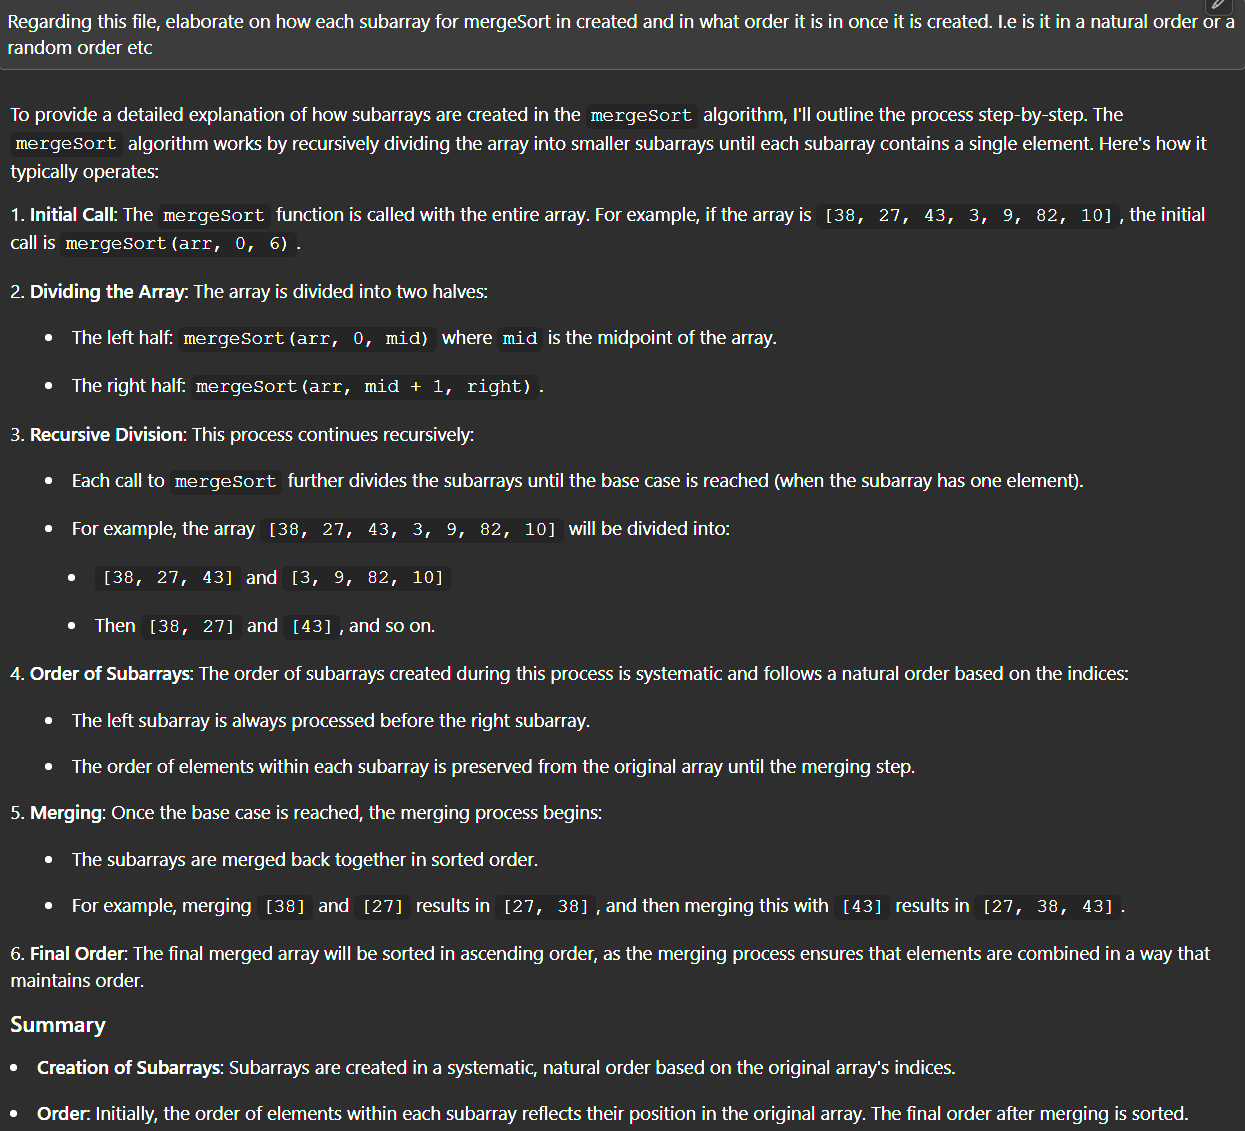 Regarding this file, elaborate on how each subarray for mergeSort in created and in what order it is in once it is created. I.e is it in a natural order or a
random order etc
To provide a detailed explanation of how subarrays are created in the mergeSort algorithm, I'll outline the process step-by-step. The
mergeSort algorithm works by recursively dividing the array into smaller subarrays until each subarray contains a single element. Here's how it
typically operates:
1. Initial Call: The mergeSort function is called with the entire array. For example, if the array is [38, 27, 43, 3, 9, 82, 10], the initial
call is mergeSort(arr, 0, 6).
2. Dividing the Array: The array is divided into two halves:
• The left half: mergeSort(arr, 0, mid) where mid is the midpoint of the array.
• The right half: mergeSort(arr, mid + 1, right).
3. Recursive Division: This process continues recursively:
• Each call to mergeSort further divides the subarrays until the base case is reached (when the subarray has one element).
• For example, the array [38, 27, 43, 3, 9, 82, 10] will be divided into:
• [38, 27, 43] and [3, 9, 82, 10]
• Then [38, 27] and [43], and so on.
4. Order of Subarrays: The order of subarrays created during this process is systematic and follows a natural order based on the indices:
• The left subarray is always processed before the right subarray.
• The order of elements within each subarray is preserved from the original array until the merging step.
5. Merging: Once the base case is reached, the merging process begins:
• The subarrays are merged back together in sorted order.
• For example, merging [38] and [27] results in [27, 38], and then merging this with [43] results in [27, 38, 43].
6. Final Order: The final merged array will be sorted in ascending order, as the merging process ensures that elements are combined in a way that
maintains order.
Summary
• Creation of Subarrays: Subarrays are created in a systematic, natural order based on the original array's indices.
• Order: Initially, the order of elements within each subarray reflects their position in the original array. The final order after merging is sorted.